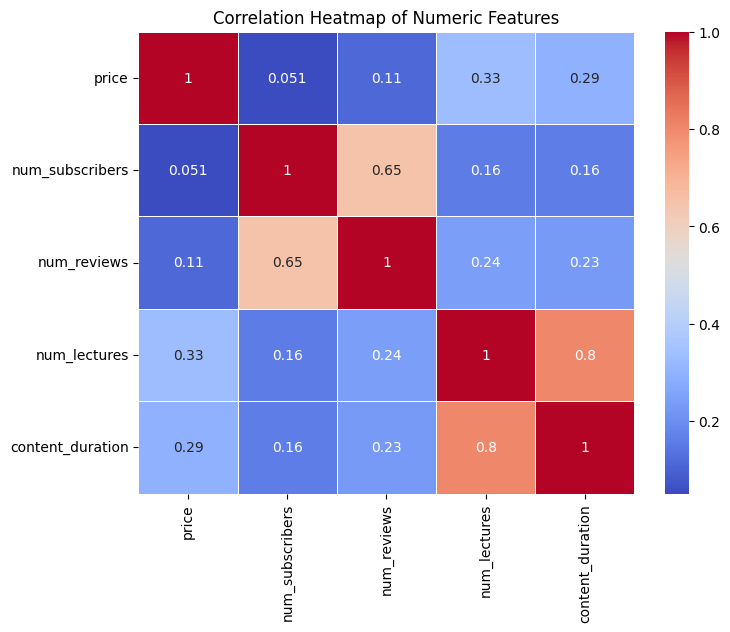 Correlation Heatmap of Numeric Features
price 1 0.051 0.11 0.33 0.29
num_subscribers 0.051 1 0.65 0.16 0.16
num_reviews 0.11 0.65 1 0.24 0.23
num_lectures 0.33 0.16 0.24 1 0.8
content_duration 0.29 0.16 0.23 0.8 1
price
num_subscribers
num_reviews
num_lectures
content_duration
1.0
0.8
0.6
0.4
0.2